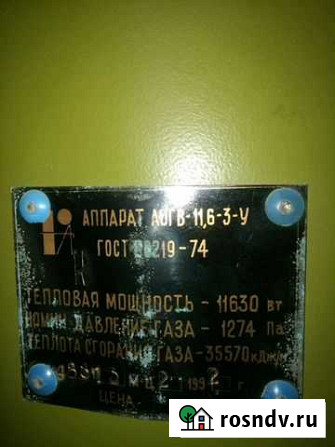 АППАРАТ АОГВ-11,6-3-У
ГОСТ 20219-74
ТЕПЛОВАЯ МОЩНОСТЬ - 11630 вт
НОМИН. ДАВЛЕНИЕ ГАЗА - 1274 Па
ТЕПЛОТА СГОРАНИЯ ГАЗА - 35570 кДж/м
199 г
ЦЕНА
rosndv.ru